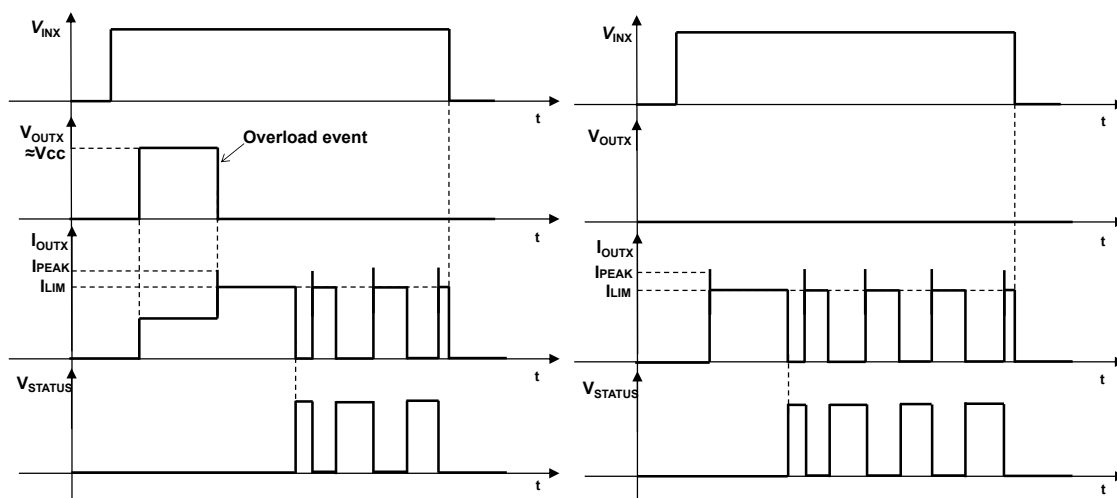 VINX
t
VOUTX
≈VCC
Overload event
t
IOUTX
IPEAK
ILIM
t
VSTATUS
t
VINX
t
VOUTX
t
IOUTX
IPEAK
ILIM
t
VSTATUS
t